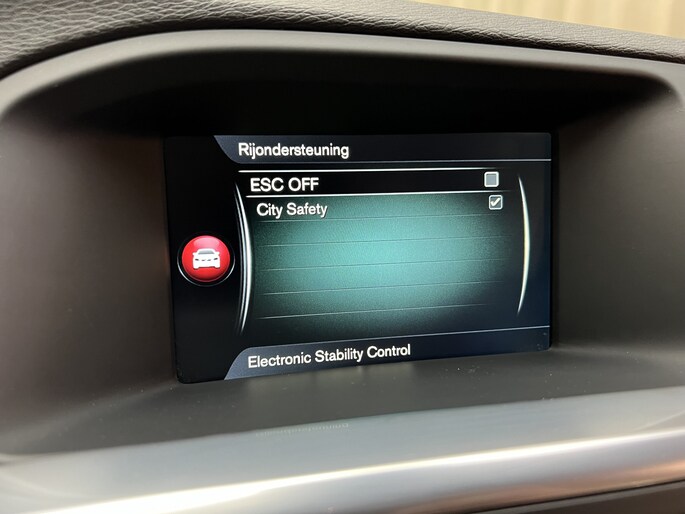 Rijondersteuning
ESC OFF
City Safety
Electronic Stability Control